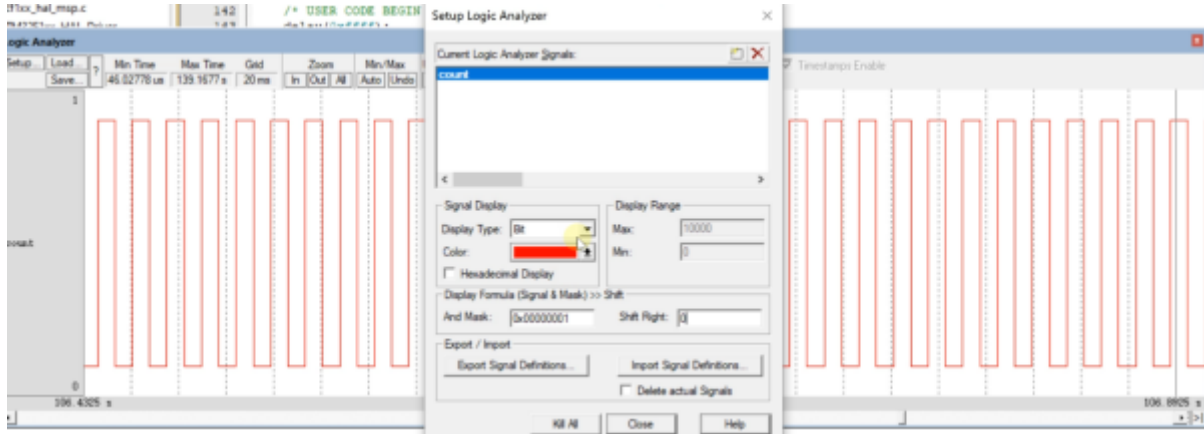 142
/* USER CODE BEGIN
Setup Logic Analyzer
Logic Analyzer
Setup... Load... ? Min Time Max Time Grid Zoom Min/Max
Save... 46.02778 us 139.1677 s 20 ms In Out All Auto Undo
Timestamps Enable
Current Logic Analyzer Signals:
count
1
Signal Display
Display Range
Display Type: Bit
Max: 10000
Color:
Min: 0
Hexadecimal Display
Display Formula (Signal & Mask) >> Shift
And Mask: 0x00000001
Shift Right: 0
Export / Import
Export Signal Definitions...
Import Signal Definitions...
Delete actual Signals
count
0
106.4325 s
106.8925 s
Kill All Close Help